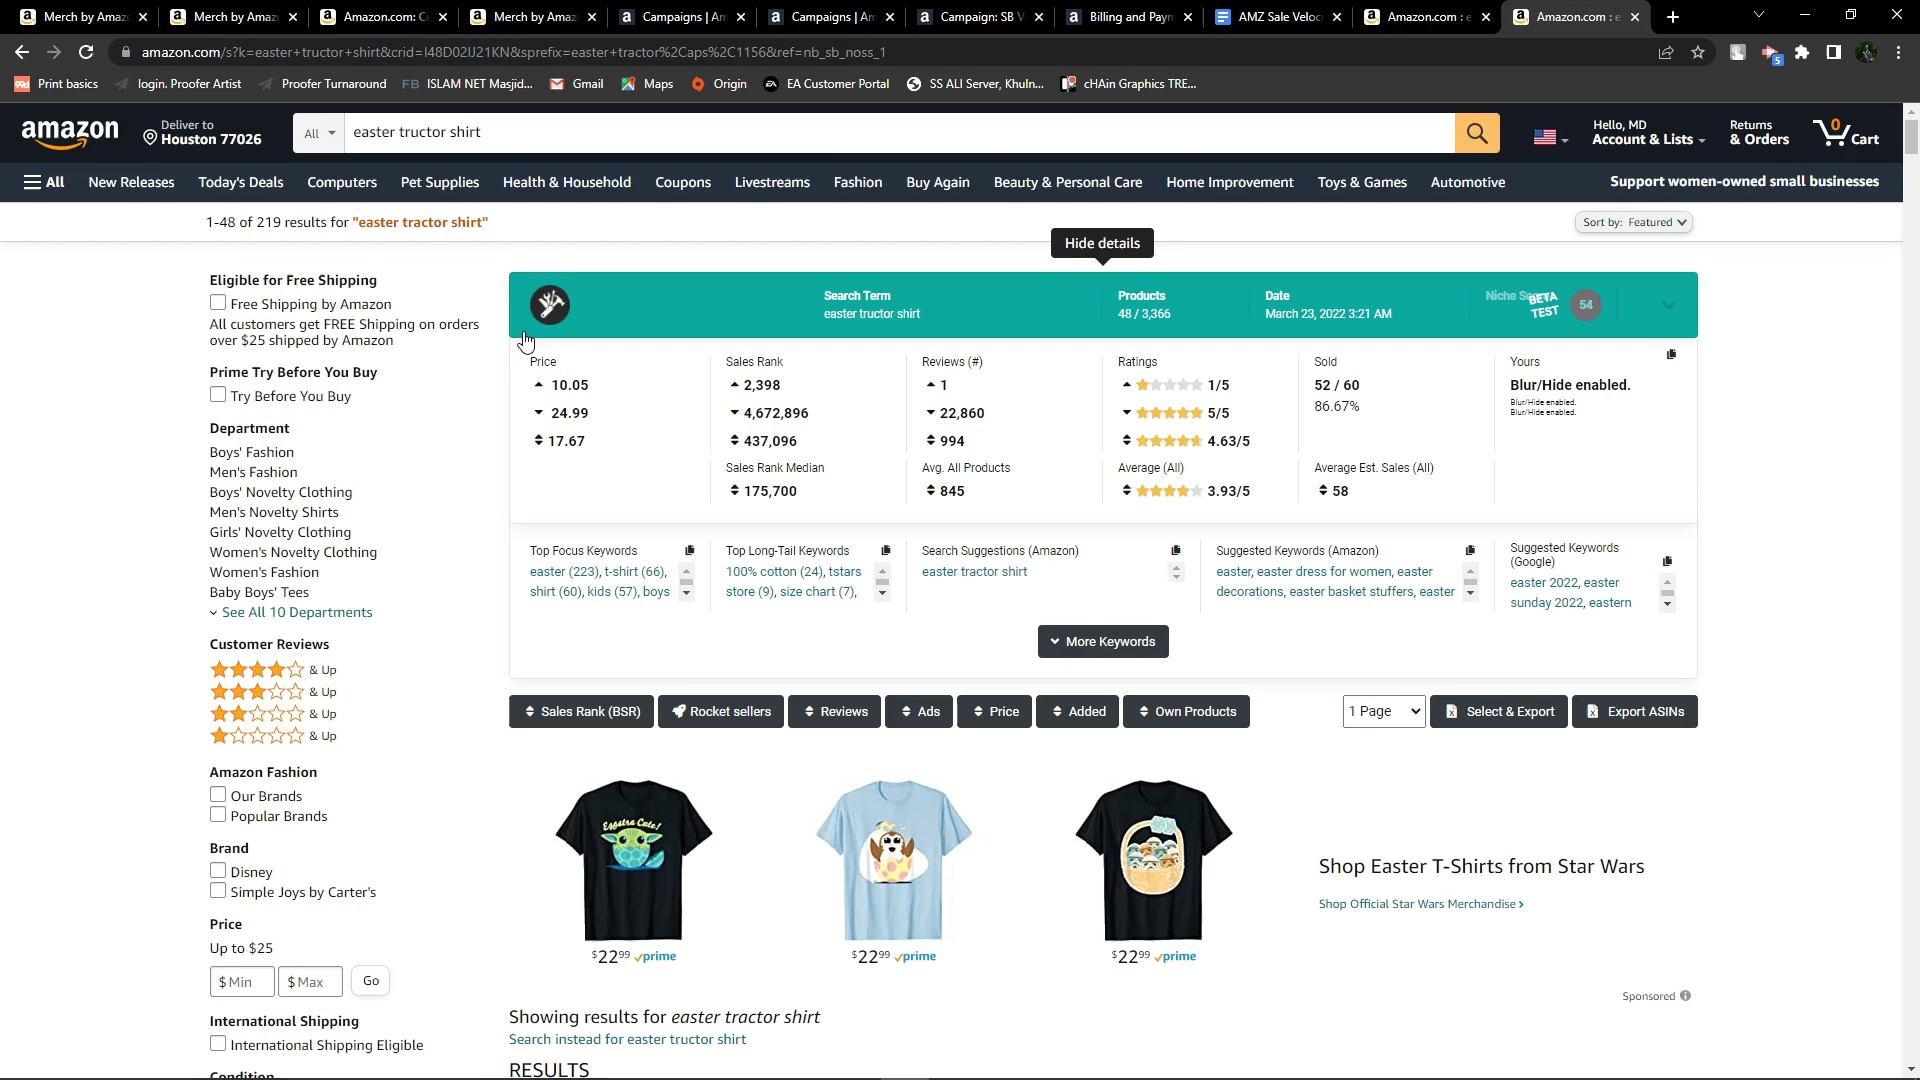 Merch by Amaz
Merch by Amaz
Amazon.com: C
Merch by Amaz
Campaigns | Am
Campaigns | Am
Campaign: SB V
Billing and Paym
AMZ Sale Veloc
Amazon.com : e
Amazon.com : e
amazon.com/s?k=easter+tructor+shirt&crid=I48D02IJ21KN&sprefix=easter+tractor%2Caps%2C1156&ref=nb_sb_noss_1
5
99d Print basics
login. Proofer Artist
Proofer Turnaround
FB ISLAM NET Masjid...
Gmail
Maps
Origin
EA Customer Portal
SS ALI Server, Khuln...
cHAin Graphics TRE...
amazon
Deliver to
Houston 77026
All
easter tructor shirt
Hello, MD
Account & Lists
Returns
& Orders
0
Cart
All
New Releases
Today's Deals
Computers
Pet Supplies
Health & Household
Coupons
Livestreams
Fashion
Buy Again
Beauty & Personal Care
Home Improvement
Toys & Games
Automotive
Support women-owned small businesses
1-48 of 219 results for "easter tractor shirt"
Sort by: Featured
Hide details
Eligible for Free Shipping
Free Shipping by Amazon
All customers get FREE Shipping on orders
over $25 shipped by Amazon
Prime Try Before You Buy
Try Before You Buy
Department
Boys' Fashion
Men's Fashion
Boys' Novelty Clothing
Men's Novelty Shirts
Girls' Novelty Clothing
Women's Novelty Clothing
Women's Fashion
Baby Boys' Tees
See All 10 Departments
Customer Reviews
& Up
& Up
& Up
& Up
Amazon Fashion
Our Brands
Popular Brands
Brand
Disney
Simple Joys by Carter's
Price
Up to $25
$ Min
$ Max
Go
International Shipping
International Shipping Eligible
Condition
Search Term
easter tructor shirt
Products
48 / 3,366
Date
March 23, 2022 3:21 AM
Niche
BETA
TEST
54
Price
10.05
24.99
17.67
Sales Rank
2,398
4,672,896
437,096
Sales Rank Median
175,700
Reviews (#)
1
22,860
994
Avg. All Products
845
Ratings
1/5
5/5
4.63/5
Average (All)
3.93/5
Sold
52 / 60
86.67%
Average Est. Sales (All)
58
Yours
Blur/Hide enabled.
Blur/Hide enabled.
Blur/Hide enabled.
Top Focus Keywords
easter (223), t-shirt (66),
shirt (60), kids (57), boys
Top Long-Tail Keywords
100% cotton (24), tstars
store (9), size chart (7),
Search Suggestions (Amazon)
easter tractor shirt
Suggested Keywords (Amazon)
easter, easter dress for women, easter
decorations, easter basket stuffers, easter
Suggested Keywords
(Google)
easter 2022, easter
sunday 2022, eastern
More Keywords
Sales Rank (BSR)
Rocket sellers
Reviews
Ads
Price
Added
Own Products
1 Page
Select & Export
Export ASINs
$22.99 prime
$22.99 prime
$22.99 prime
Shop Easter T-Shirts from Star Wars
Shop Official Star Wars Merchandise ›
Sponsored
Showing results for easter tractor shirt
Search instead for easter tructor shirt
RESULTS